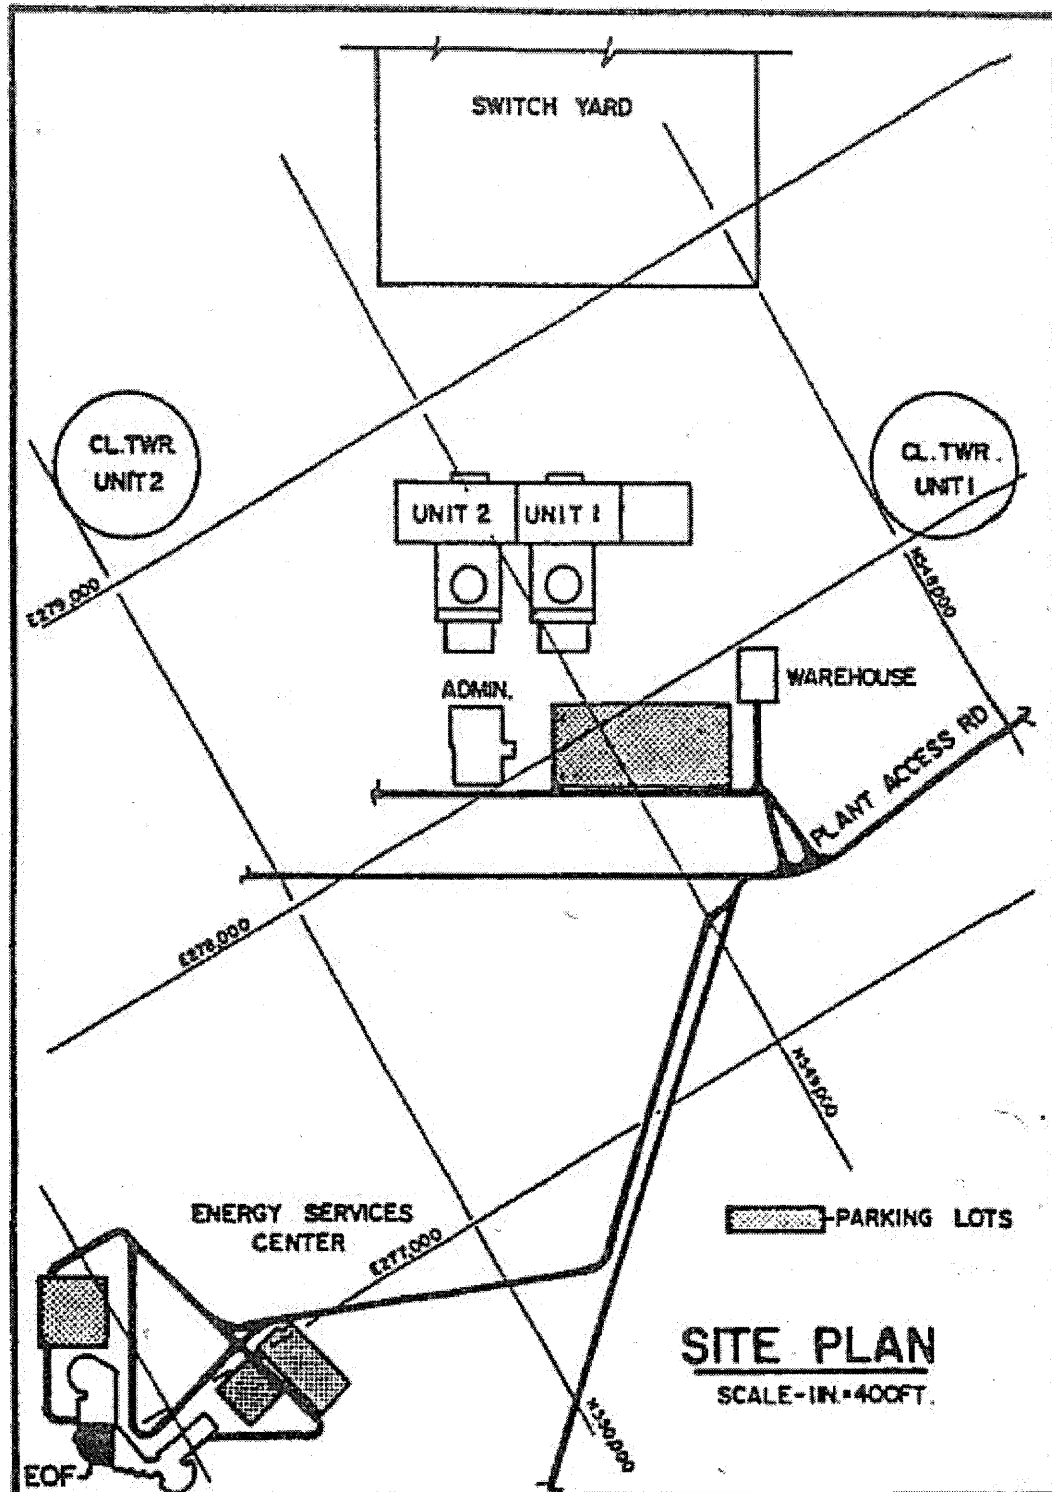 SWITCH YARD
CL.TWR.
UNIT 2
CL.TWR.
UNIT 1
UNIT 2
UNIT 1
E279,000
N348,000
ADMIN.
WAREHOUSE
PLANT ACCESS RD
E278,000
N349,000
ENERGY SERVICES
CENTER
E277,000
PARKING LOTS
SITE PLAN
SCALE-1IN.=400FT.
N350,000
EOF